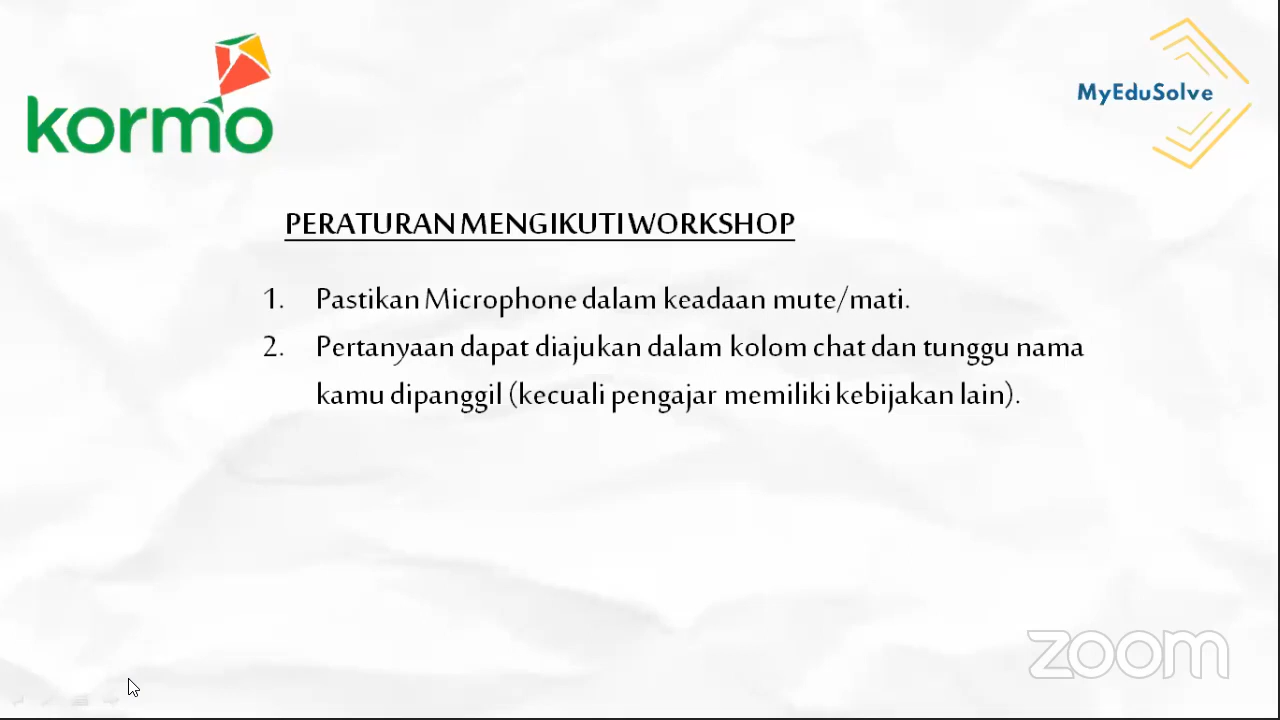 kormo
MyEduSolve
PERATURAN MENGIKUTI WORKSHOP
1. Pastikan Microphone dalam keadaan mute/mati.
2. Pertanyaan dapat diajukan dalam kolom chat dan tunggu nama
kamu dipanggil (kecuali pengajar memiliki kebijakan lain).
zoom